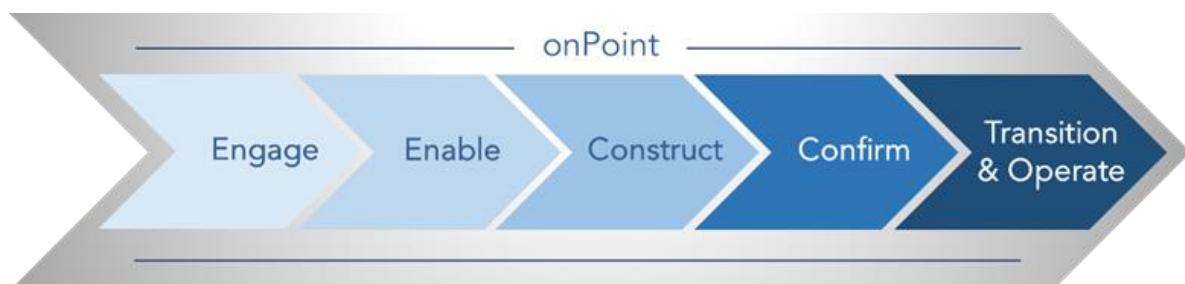 onPoint
Engage
Enable
Construct
Confirm
Transition
& Operate